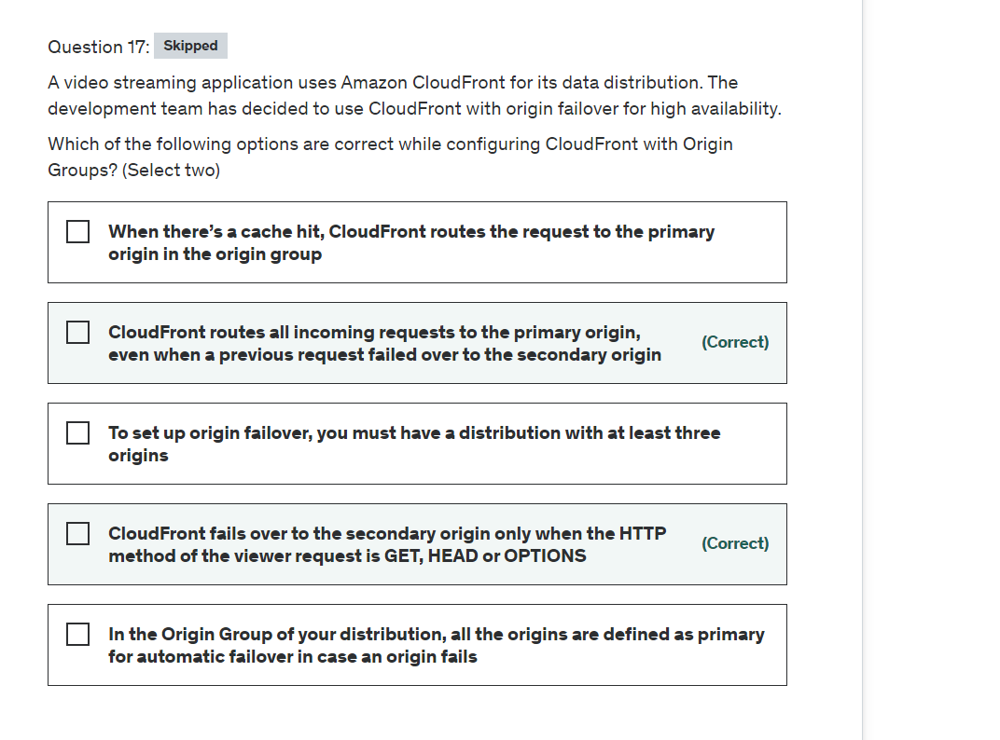 Question 17: Skipped
A video streaming application uses Amazon CloudFront for its data distribution. The
development team has decided to use CloudFront with origin failover for high availability.
Which of the following options are correct while configuring CloudFront with Origin
Groups? (Select two)
When there’s a cache hit, CloudFront routes the request to the primary
origin in the origin group
CloudFront routes all incoming requests to the primary origin,
even when a previous request failed over to the secondary origin
(Correct)
To set up origin failover, you must have a distribution with at least three
origins
CloudFront fails over to the secondary origin only when the HTTP
method of the viewer request is GET, HEAD or OPTIONS
(Correct)
In the Origin Group of your distribution, all the origins are defined as primary
for automatic failover in case an origin fails